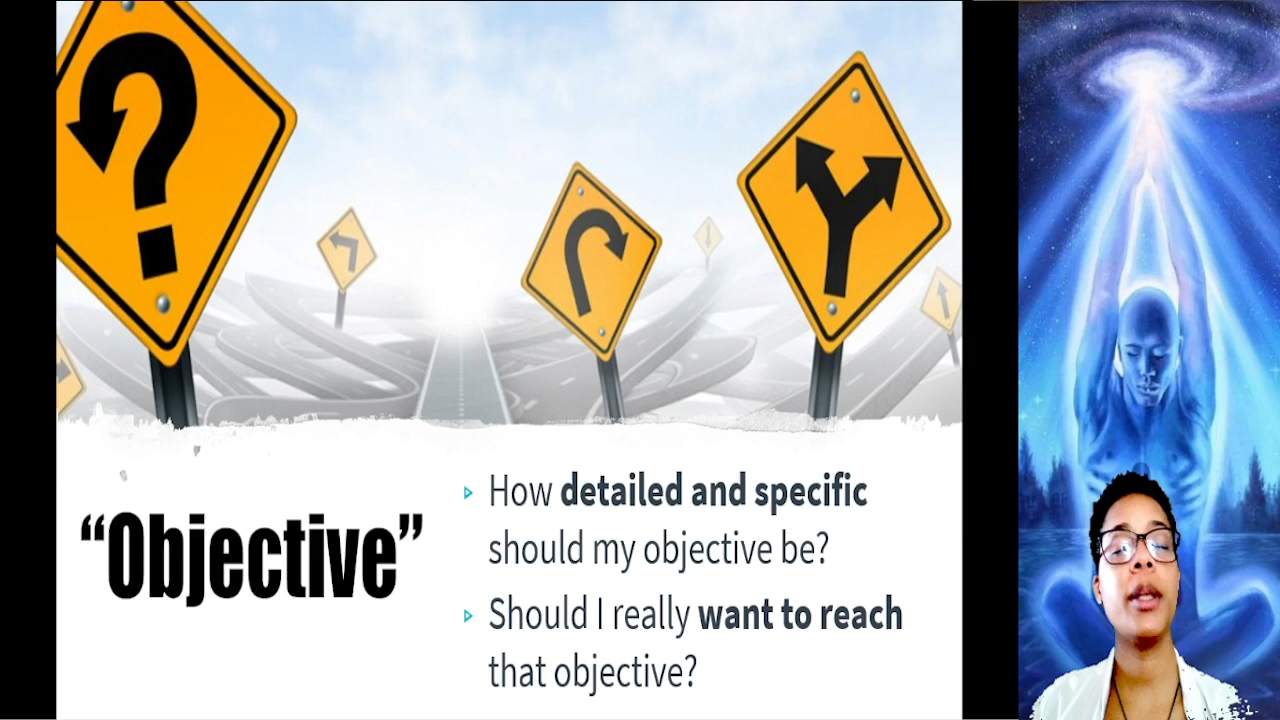 “Objective”
How detailed and specific
should my objective be?
Should I really want to reach
that objective?